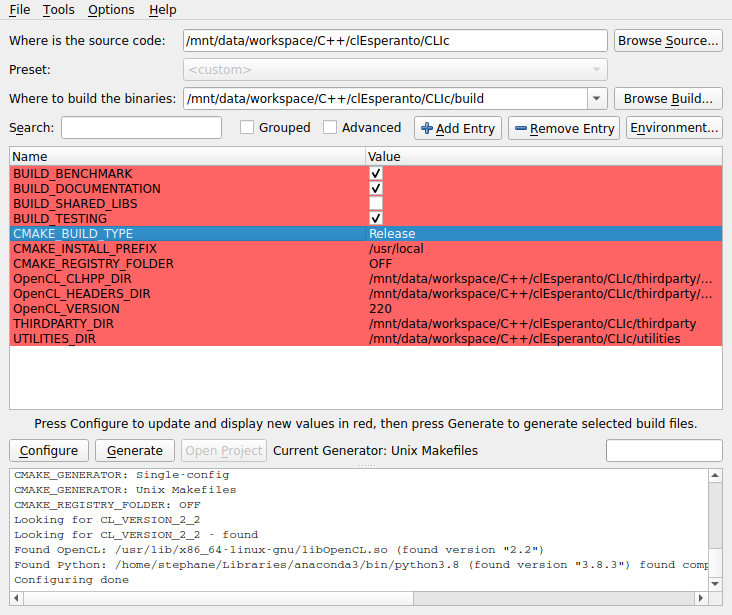 File Tools Options Help
Where is the source code: /mnt/data/workspace/C++/clEsperanto/CLIc Browse Source...
Preset: <custom>
Where to build the binaries: /mnt/data/workspace/C++/clEsperanto/CLIc/build Browse Build...
Search: Grouped Advanced Add Entry Remove Entry Environment...
Name Value
BUILD_BENCHMARK
BUILD_DOCUMENTATION
BUILD_SHARED_LIBS
BUILD_TESTING
CMAKE_BUILD_TYPE Release
CMAKE_INSTALL_PREFIX /usr/local
CMAKE_REGISTRY_FOLDER OFF
OpenCL_CLHPP_DIR /mnt/data/workspace/C++/clEsperanto/CLIc/thirdparty/...
OpenCL_HEADERS_DIR /mnt/data/workspace/C++/clEsperanto/CLIc/thirdparty/...
OpenCL_VERSION 220
THIRDPARTY_DIR /mnt/data/workspace/C++/clEsperanto/CLIc/thirdparty
UTILITIES_DIR /mnt/data/workspace/C++/clEsperanto/CLIc/utilities
Press Configure to update and display new values in red, then press Generate to generate selected build files.
Configure Generate Open Project Current Generator: Unix Makefiles
CMAKE_GENERATOR: Single-config
CMAKE_GENERATOR: Unix Makefiles
CMAKE_REGISTRY_FOLDER: OFF
Looking for CL_VERSION_2_2
Looking for CL_VERSION_2_2 - found
Found OpenCL: /usr/lib/x86_64-linux-gnu/libOpenCL.so (found version "2.2")
Found Python: /home/stephane/Libraries/anaconda3/bin/python3.8 (found version "3.8.3") found comp
Configuring done